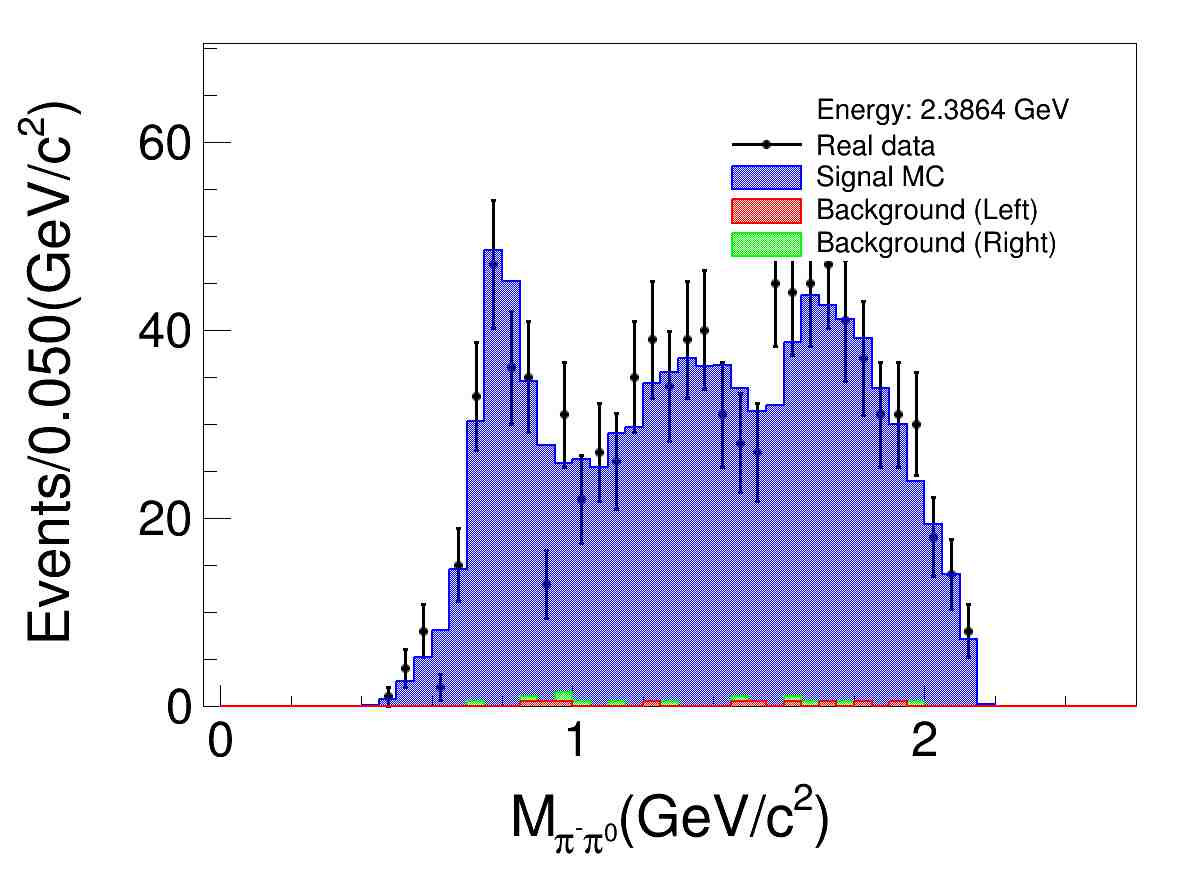 Energy: 2.3864 GeV
Real data
Signal MC
Background (Left)
Background (Right)
Events/0.050(GeV/c²)
60
40
20
0
0 1 2
Mπ⁻π⁰(GeV/c²)